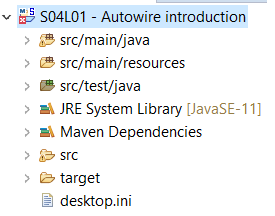 S04L01 - Autowire introduction
src/main/java
src/main/resources
src/test/java
JRE System Library [JavaSE-11]
Maven Dependencies
src
target
desktop.ini